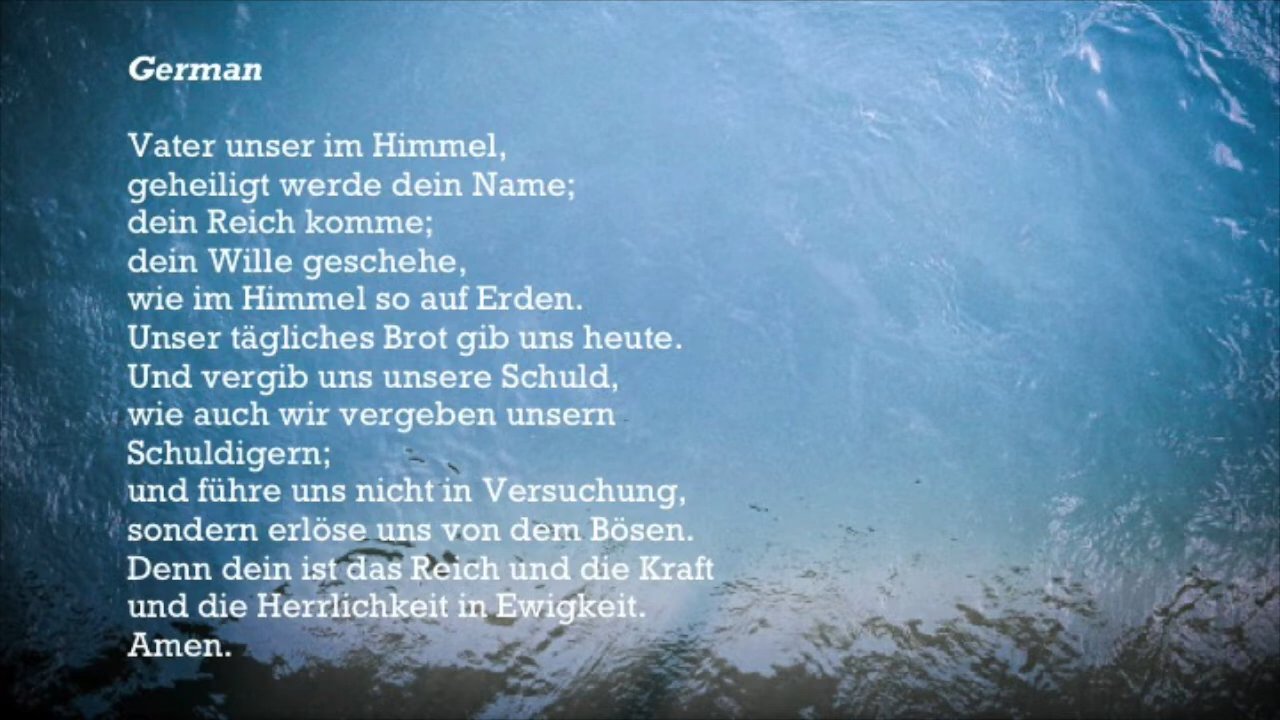 German
Vater unser im Himmel,
geheiligt werde dein Name;
dein Reich komme;
dein Wille geschehe,
wie im Himmel so auf Erden.
Unser tägliches Brot gib uns heute.
Und vergib uns unsere Schuld,
wie auch wir vergeben unsern
Schuldigern;
und führe uns nicht in Versuchung,
sondern erlöse uns von dem Bösen.
Denn dein ist das Reich und die Kraft
und die Herrlichkeit in Ewigkeit.
Amen.